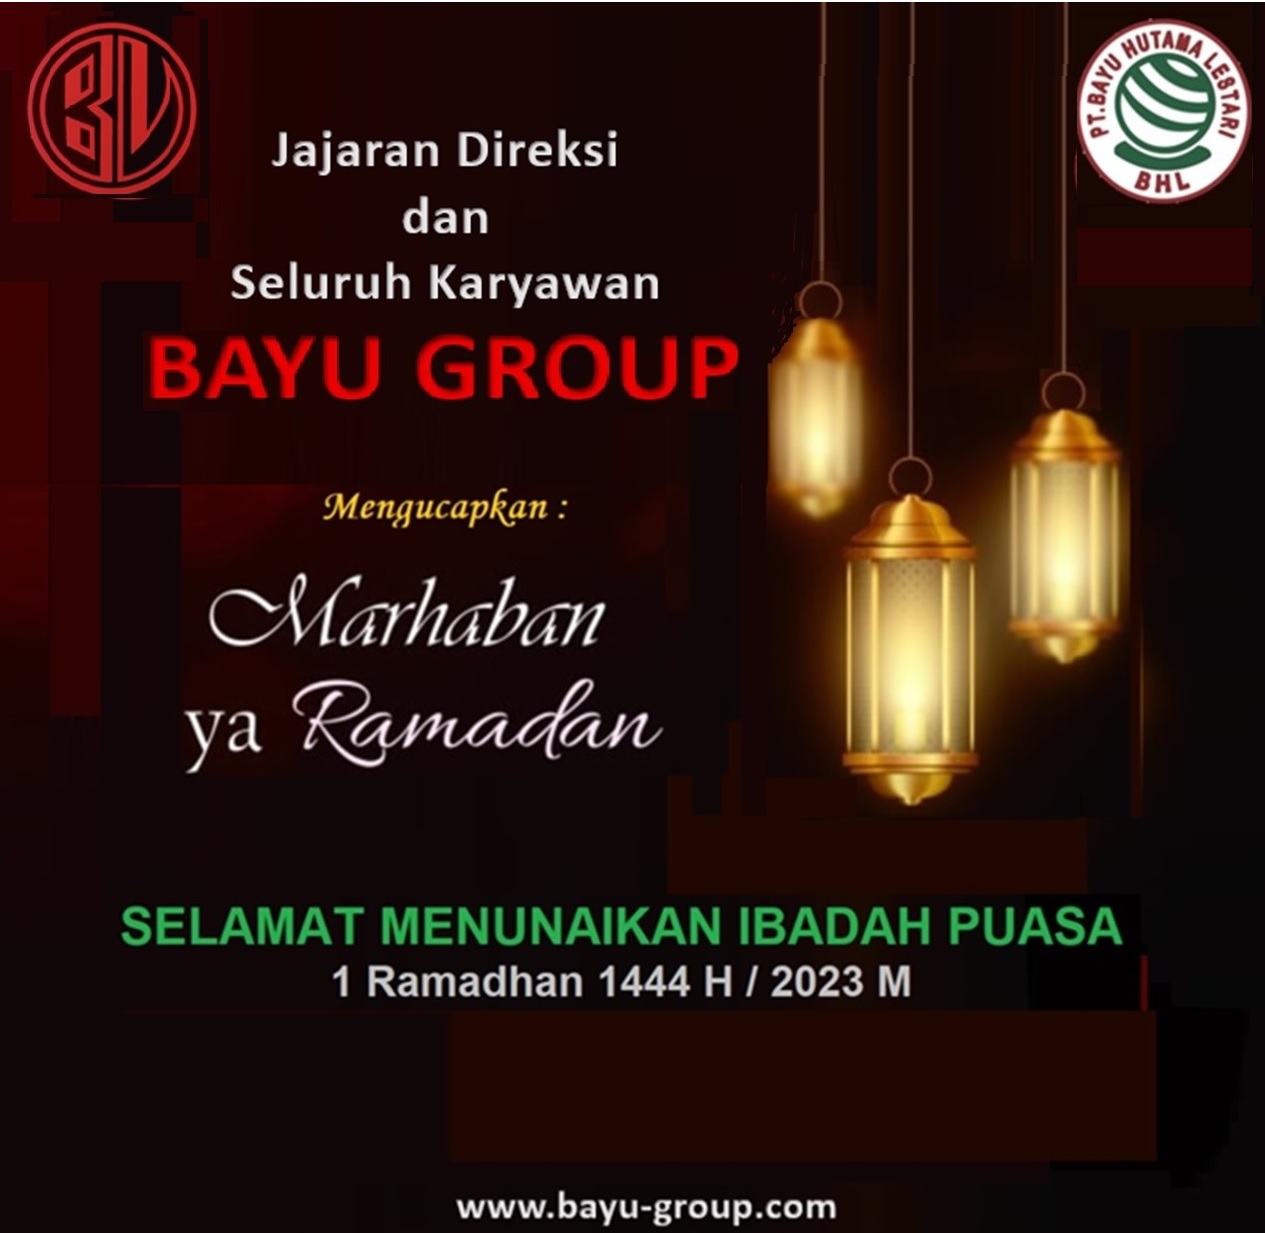 BV
PT.BAYU HUTAMA LESTARI
BHL
Jajaran Direksi
dan
Seluruh Karyawan
BAYU GROUP
Mengucapkan :
Marhaban
ya Ramadan
SELAMAT MENUNAIKAN IBADAH PUASA
1 Ramadhan 1444 H / 2023 M
www.bayu-group.com